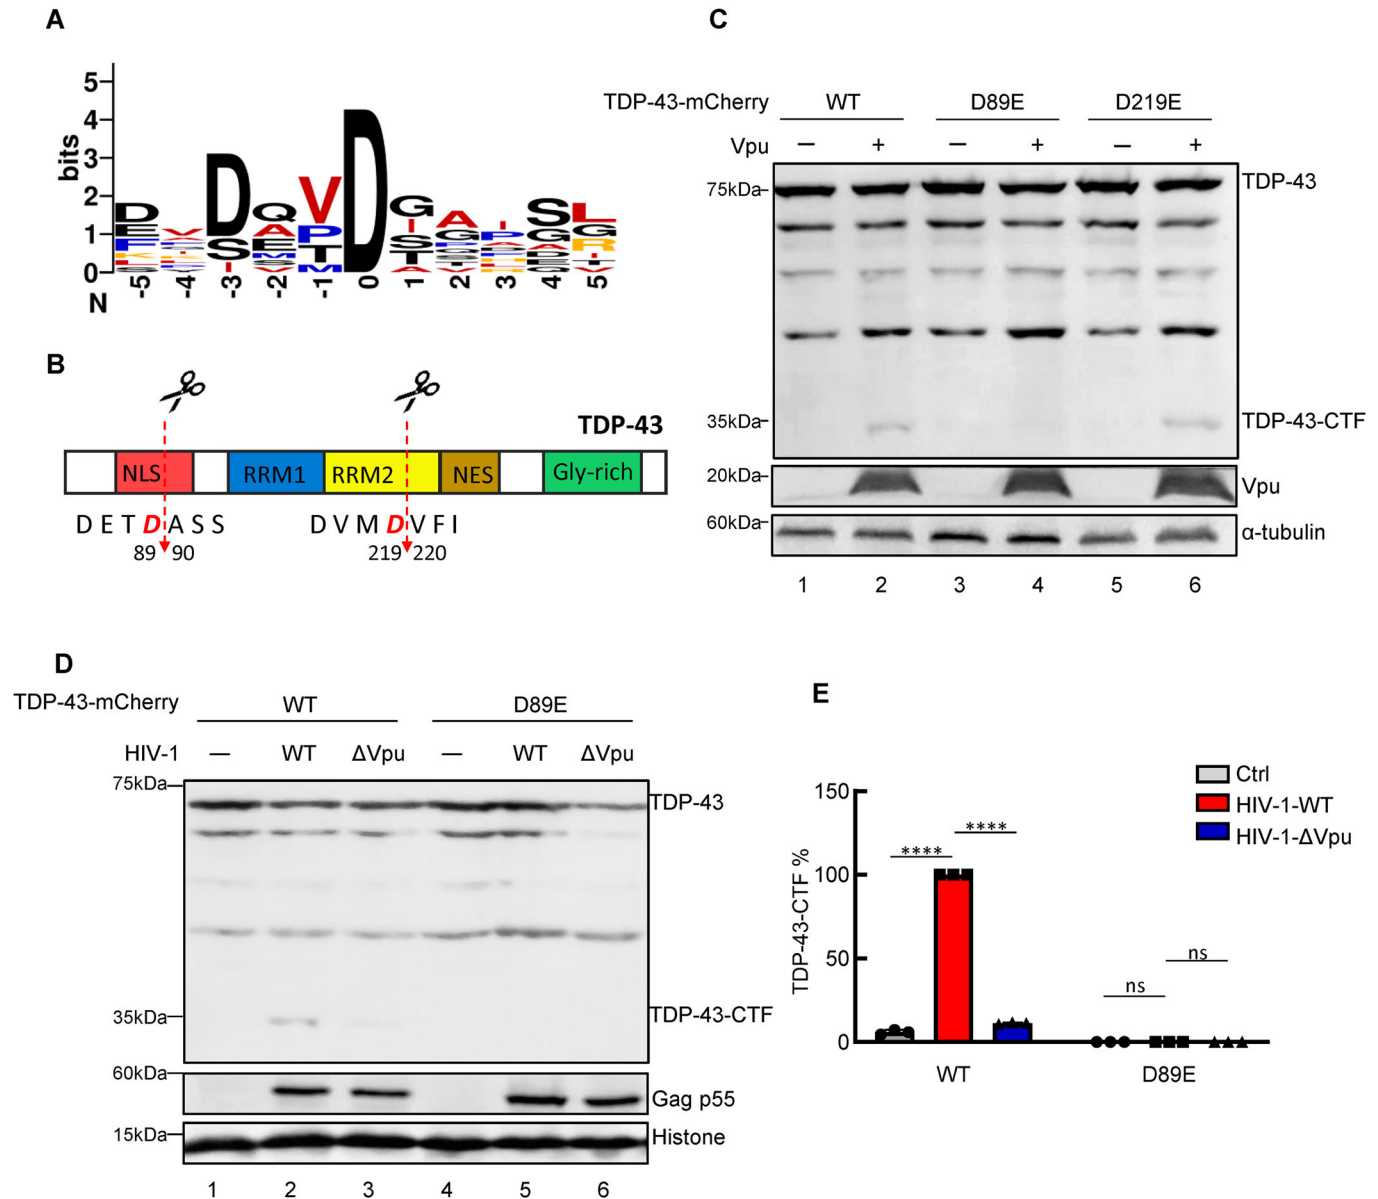 A
bits
5
4
3
2
1
0
N
-5 -4 -3 -2 -1 0 1 2 3 4 5
B
TDP-43
NLS RRM1 RRM2 NES Gly-rich
D E T D A S S D V M D V F I
89 90 219 220
C
TDP-43-mCherry WT D89E D219E
Vpu — + — + — +
75kDa TDP-43
35kDa TDP-43-CTF
20kDa Vpu
60kDa α-tubulin
1 2 3 4 5 6
D
TDP-43-mCherry WT D89E
HIV-1 — WT ΔVpu — WT ΔVpu
75kDa TDP-43
35kDa TDP-43-CTF
60kDa Gag p55
15kDa Histone
1 2 3 4 5 6
E
Ctrl
HIV-1-WT
HIV-1-ΔVpu
TDP-43-CTF %
150
100
50
0
**** ****
ns ns
WT D89E